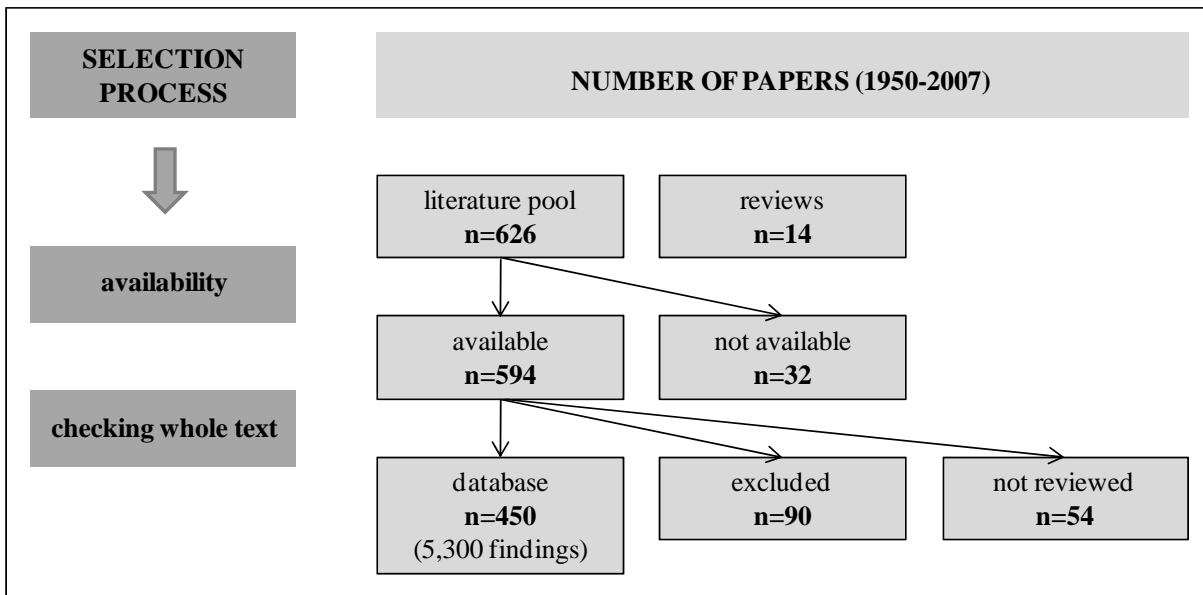 SELECTION
PROCESS
NUMBER OF PAPERS (1950-2007)
literature pool
n=626
reviews
n=14
availability
available
n=594
not available
n=32
checking whole text
database
n=450
(5,300 findings)
excluded
n=90
not reviewed
n=54